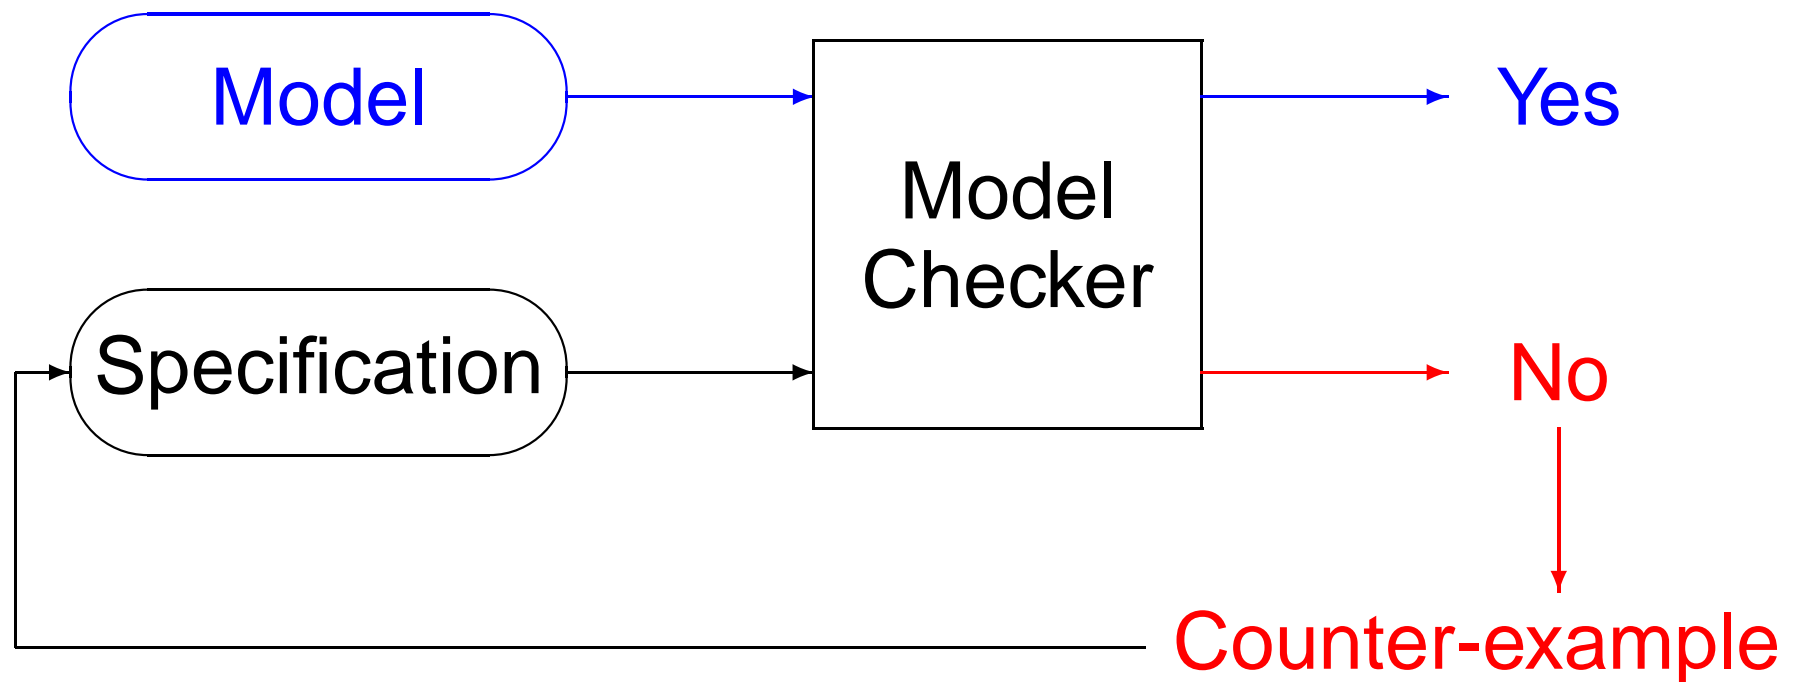 Model
Yes
Model
Checker
Specification
No
Counter-example